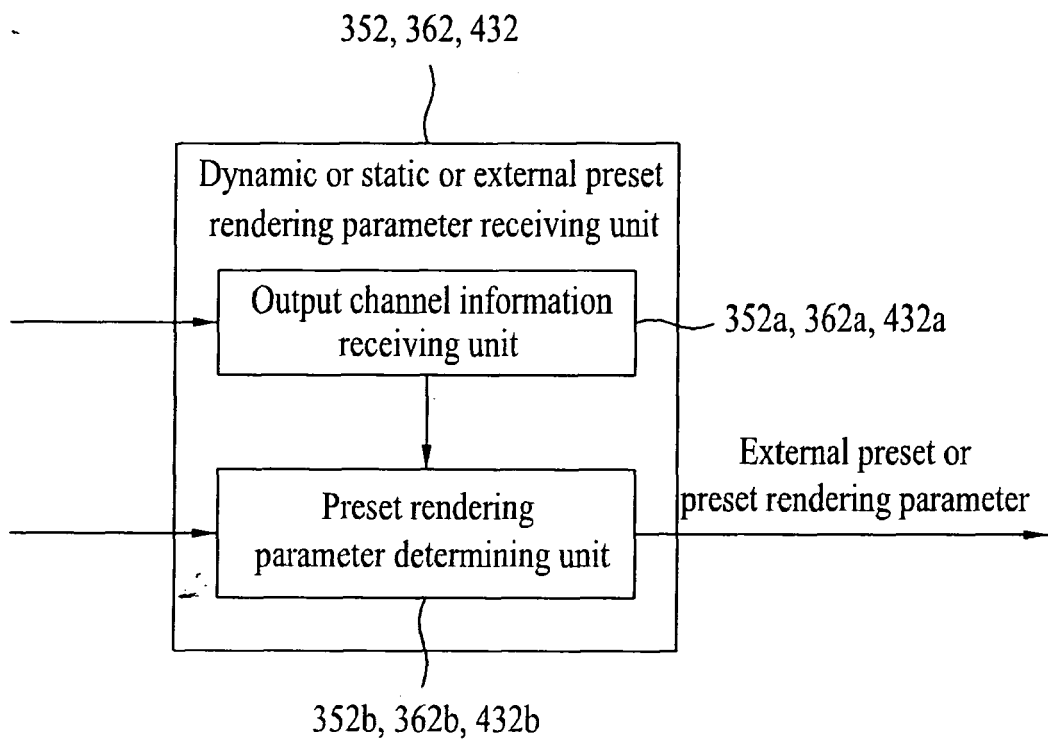 352, 362, 432
Dynamic or static or external preset
rendering parameter receiving unit
Output channel information
receiving unit
352a, 362a, 432a
External preset or
preset rendering parameter
Preset rendering
parameter determining unit
352b, 362b, 432b